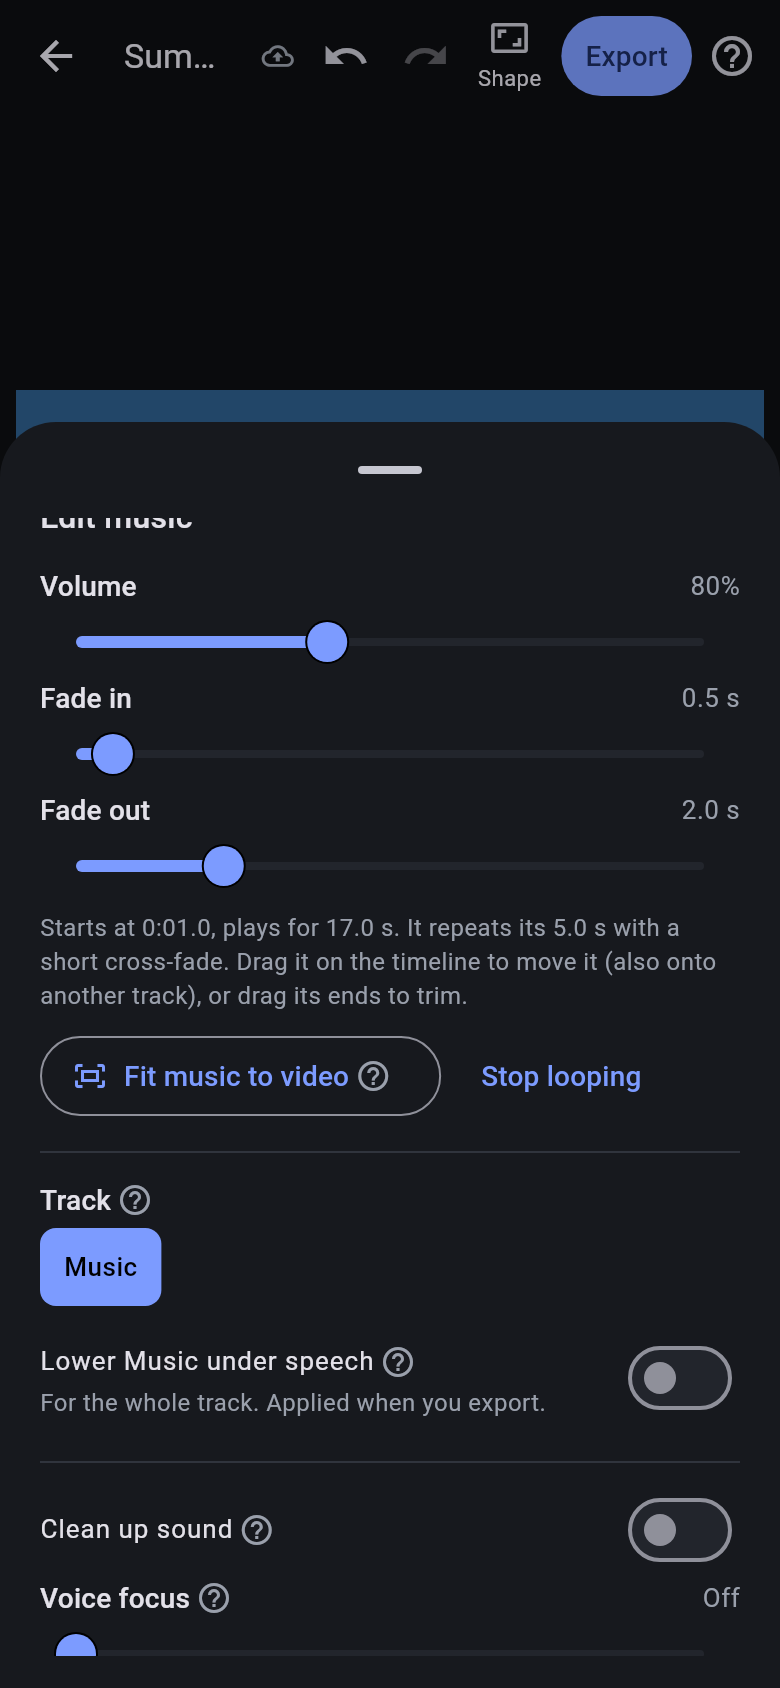 Sum...
Shape
Export
Edit music
Volume
80%
Fade in
0.5 s
Fade out
2.0 s
Starts at 0:01.0, plays for 17.0 s. It repeats its 5.0 s with a
short cross-fade. Drag it on the timeline to move it (also onto
another track), or drag its ends to trim.
Fit music to video
Stop looping
Track
Music
Lower Music under speech
For the whole track. Applied when you export.
Clean up sound
Voice focus
Off